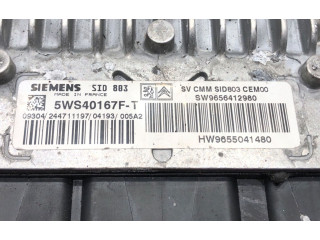 SIEMENS SID 803
MADE IN FRANCE
5WS40167F-T
09304/244711197/04193/005A2
SV CMM SID803 CEM00
SW9656412980
HW9655041480